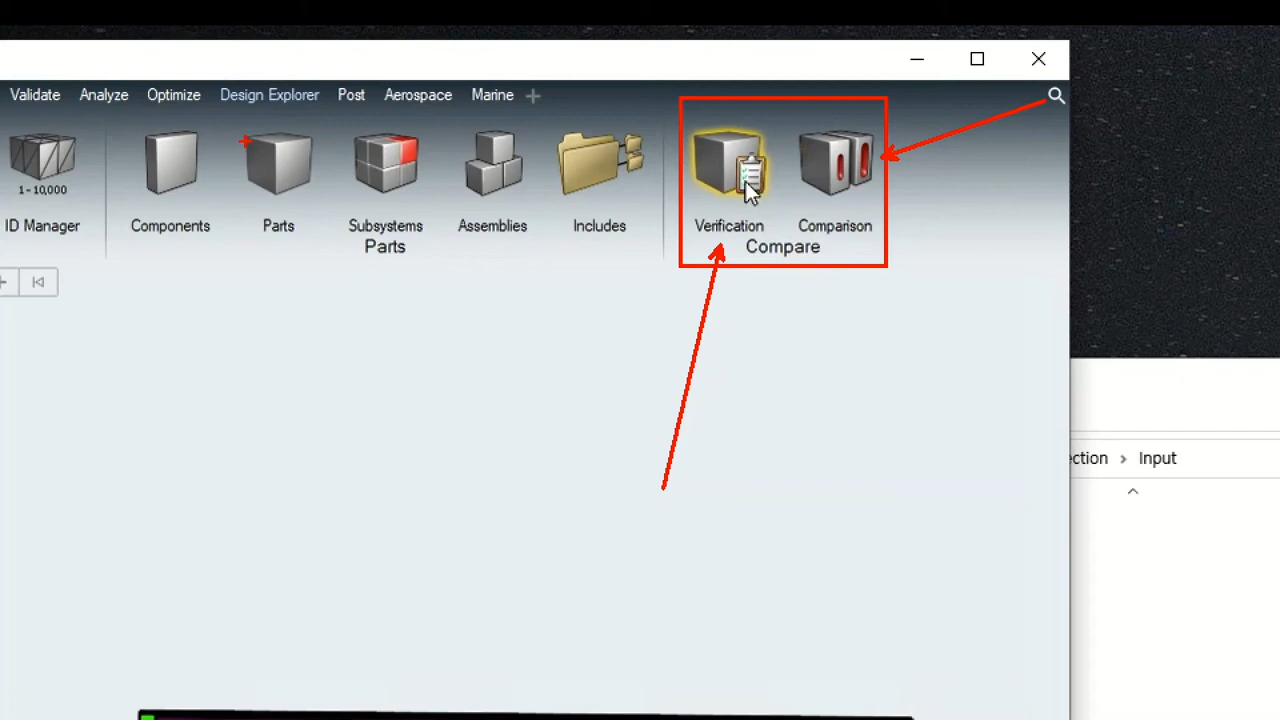 Validate Analyze Optimize Design Explorer Post Aerospace Marine
1-10,000
ID Manager Components Parts Subsystems Assemblies Includes Verification Comparison
Parts Compare
ection > Input